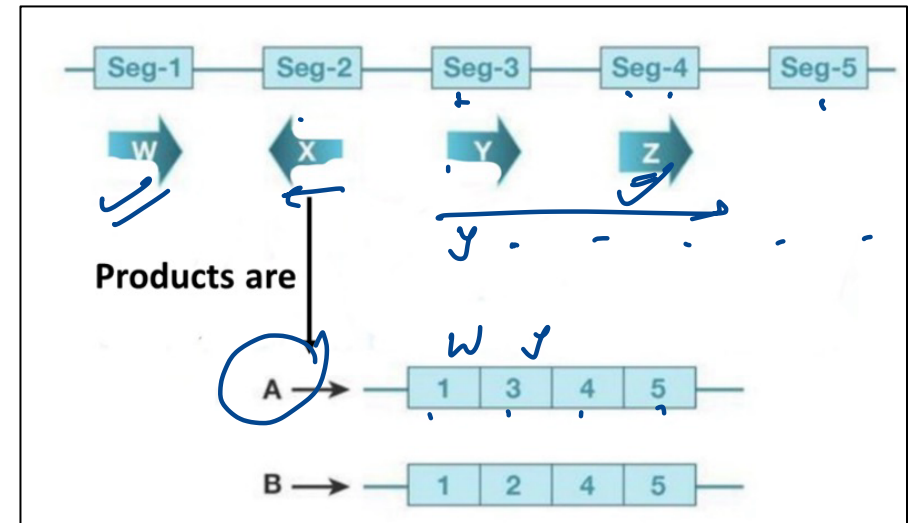 Seg-1 Seg-2 Seg-3 Seg-4 Seg-5
W X Y Z
y
Products are
W y
A 1 3 4 5
B 1 2 4 5